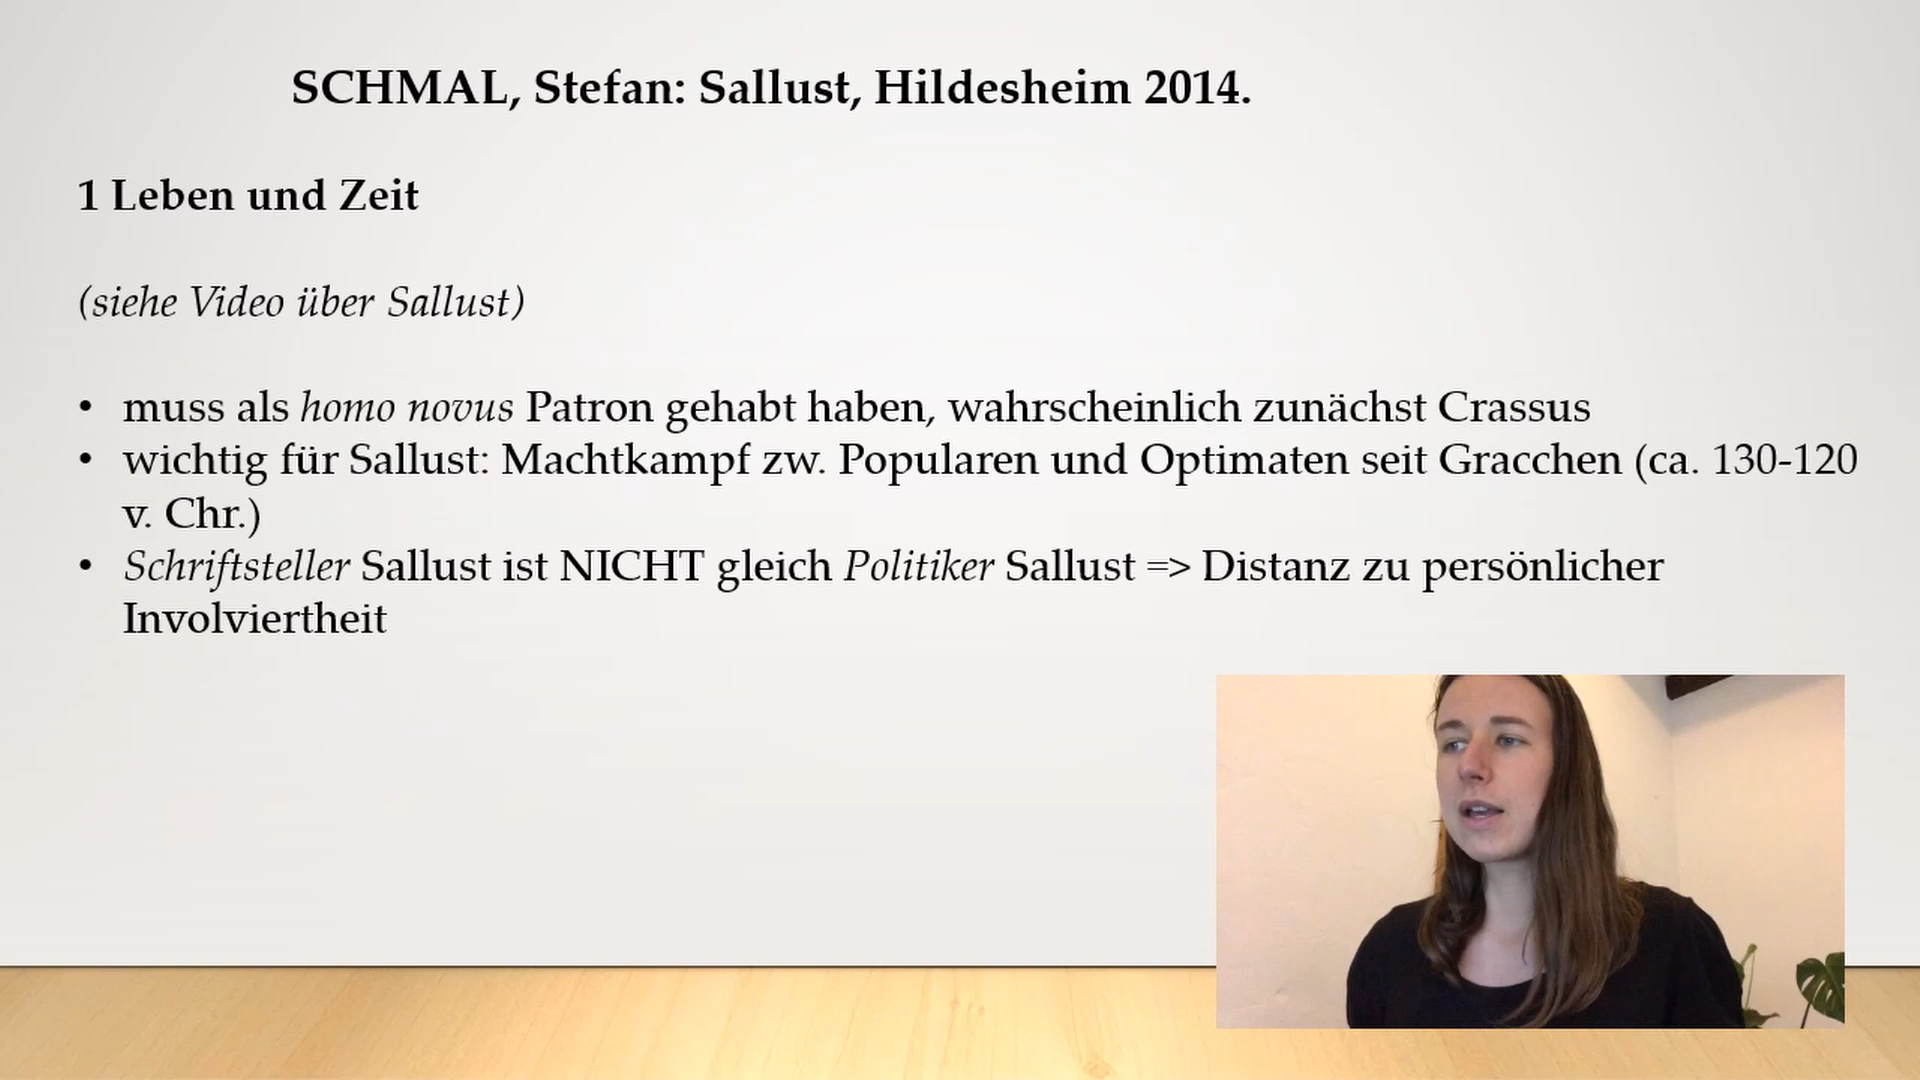 SCHMAL, Stefan: Sallust, Hildesheim 2014.
1 Leben und Zeit
(siehe Video über Sallust)
• muss als homo novus Patron gehabt haben, wahrscheinlich zunächst Crassus
• wichtig für Sallust: Machtkampf zw. Popularen und Optimaten seit Gracchen (ca. 130-120
v. Chr.)
• Schriftsteller Sallust ist NICHT gleich Politiker Sallust => Distanz zu persönlicher
Involviertheit